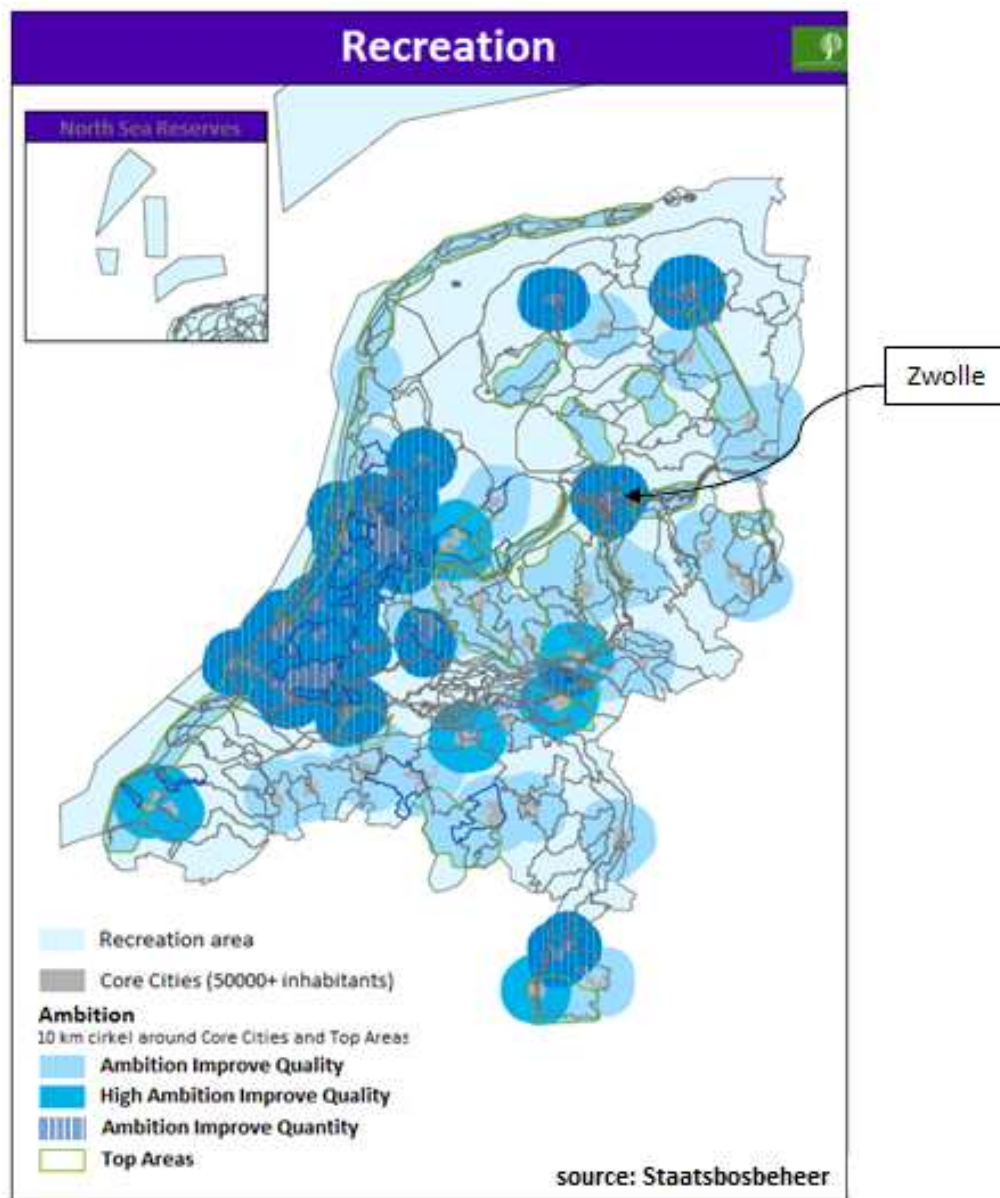 Recreation
North Sea Reserves
Zwolle
Recreation area
Core Cities (50000+ inhabitants)
Ambition
10 km cirkel around Core Cities and Top Areas
Ambition Improve Quality
High Ambition Improve Quality
Ambition Improve Quantity
Top Areas
source: Staatsbosbeheer